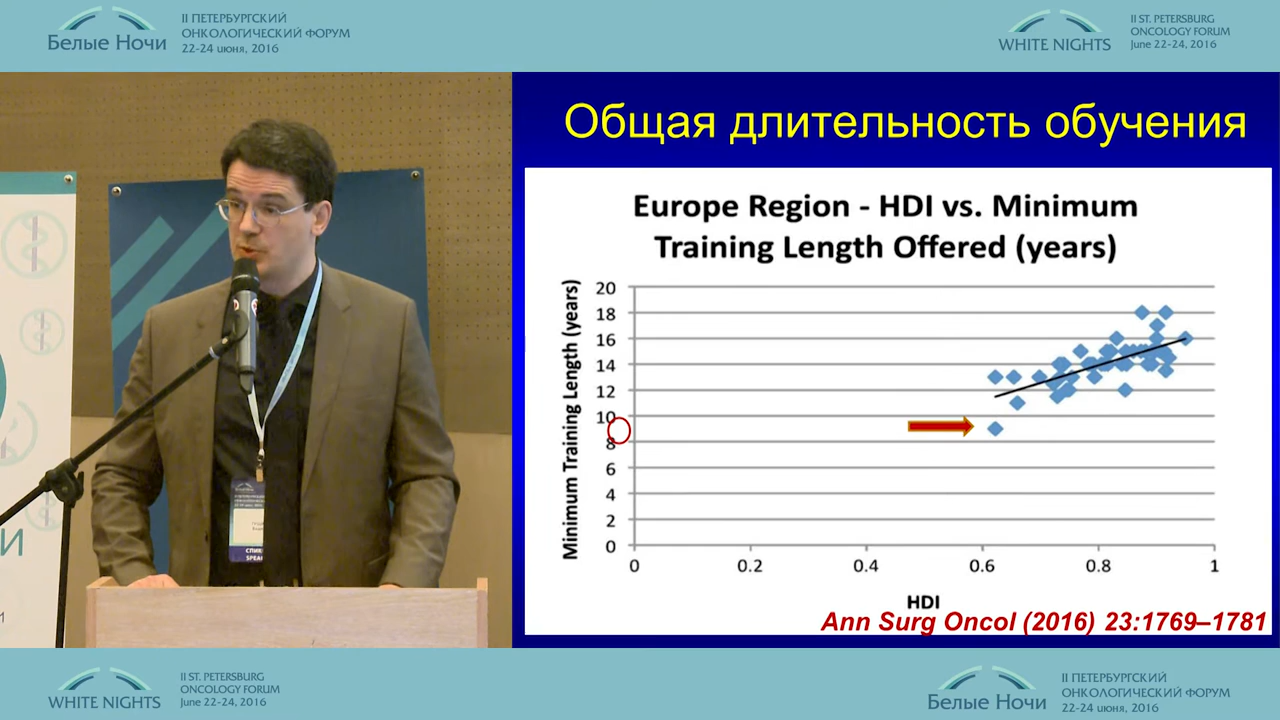 Белые Ночи
II ПЕТЕРБУРГСКИЙ
ОНКОЛОГИЧЕСКИЙ ФОРУМ
22-24 июня, 2016
WHITE NIGHTS
II ST. PETERSBURG
ONCOLOGY FORUM
June 22-24, 2016
Общая длительность обучения
Europe Region - HDI vs. Minimum
Training Length Offered (years)
Minimum Training Length (years)
20
18
16
14
12
10
8
6
4
2
0
0
0.2
0.4
0.6
0.8
1
HDI
Ann Surg Oncol (2016) 23:1769–1781
WHITE NIGHTS
II ST. PETERSBURG
ONCOLOGY FORUM
June 22-24, 2016
Белые Ночи
II ПЕТЕРБУРГСКИЙ
ОНКОЛОГИЧЕСКИЙ ФОРУМ
22-24 июня, 2016